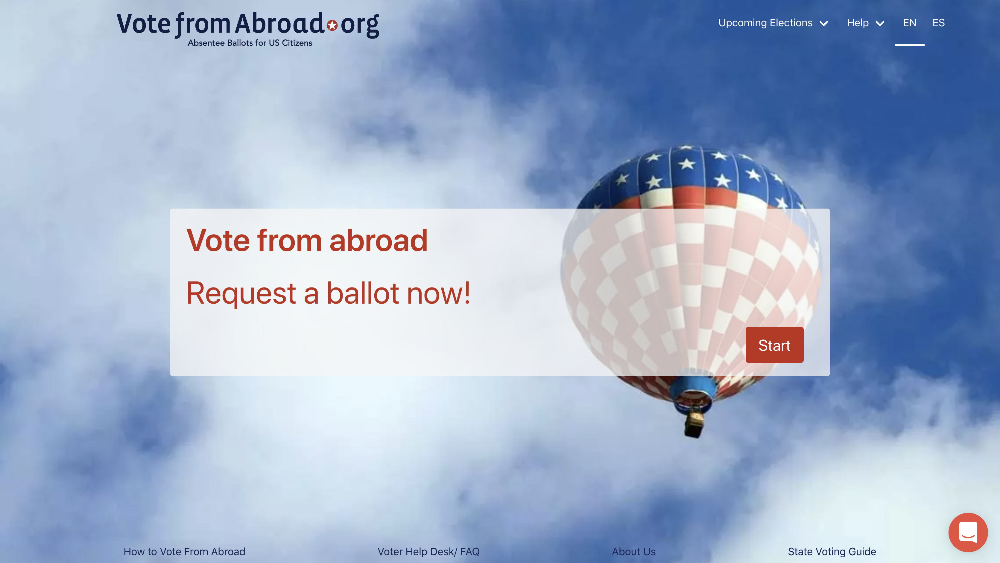 Vote from Abroad.org
Absentee Ballots for US Citizens
Upcoming Elections Help EN ES
Vote from abroad
Request a ballot now!
Start
How to Vote From Abroad Voter Help Desk/ FAQ About Us State Voting Guide